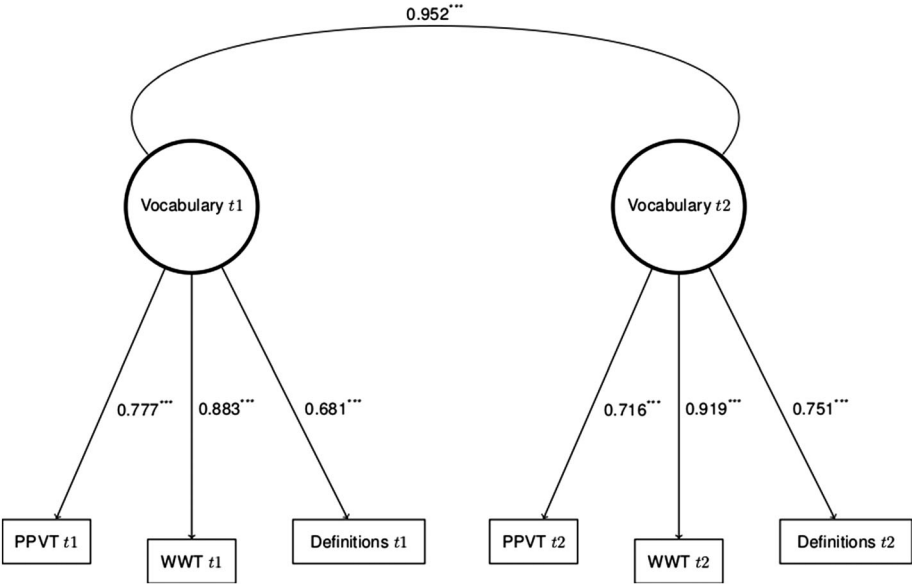 0.952***
Vocabulary t1
Vocabulary t2
0.777***
0.883***
0.681***
0.716***
0.919***
0.751***
PPVT t1
WWT t1
Definitions t1
PPVT t2
WWT t2
Definitions t2